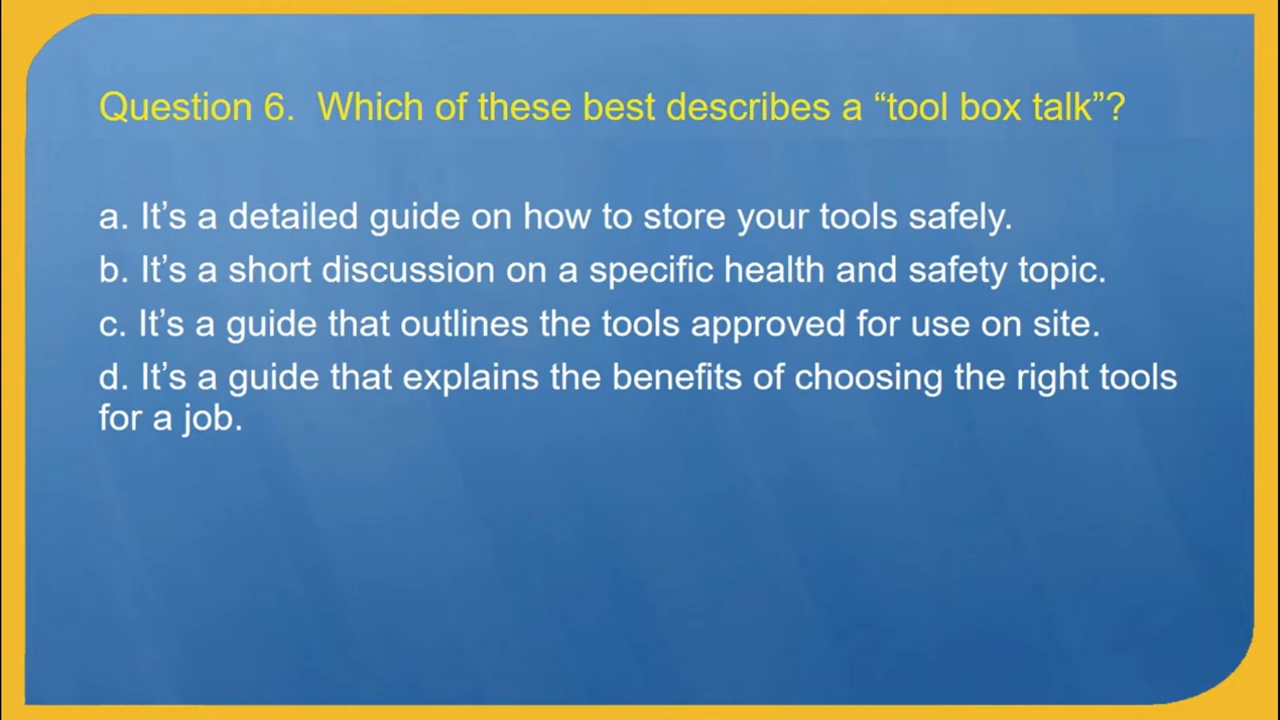 Question 6.  Which of these best describes a “tool box talk”?
a. It’s a detailed guide on how to store your tools safely.
b. It’s a short discussion on a specific health and safety topic.
c. It’s a guide that outlines the tools approved for use on site.
d. It’s a guide that explains the benefits of choosing the right tools
for a job.